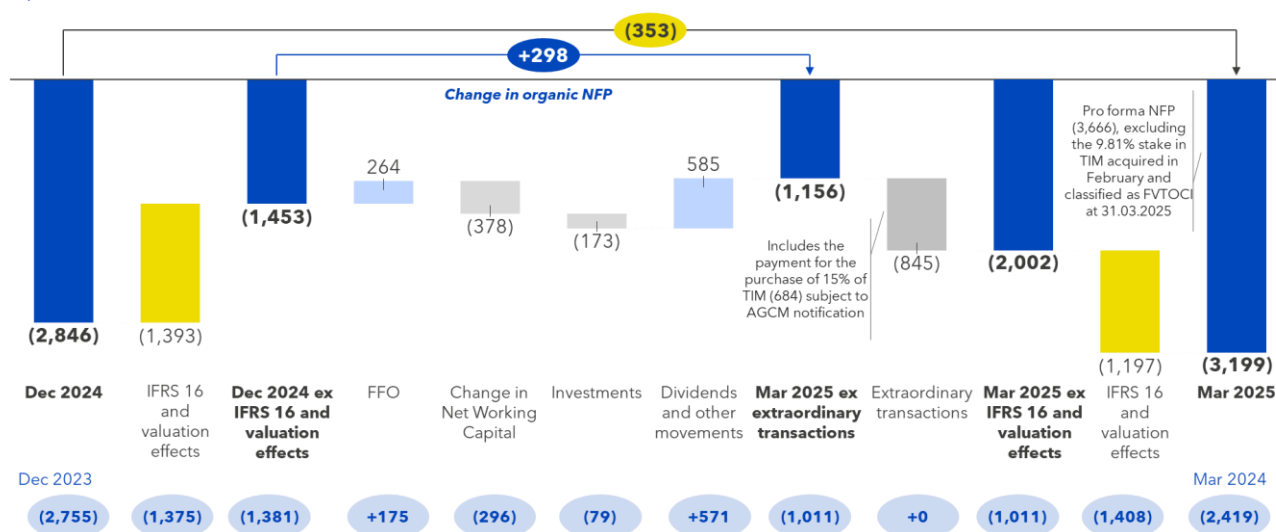 (353)
+298
Change in organic NFP
Pro forma NFP
(3,666), excluding
the 9.81% stake in
TIM acquired in
February and
classified as FVTOCI
at 31.03.2025
264
585
(1,453)
(378)
(173)
(1,156)
Includes the
payment for the
purchase of 15% of
TIM (684) subject to
AGCM notification
(845)
(2,002)
(2,846)
(1,393)
(1,197)
(3,199)
Dec 2024
IFRS 16
and
valuation
effects
Dec 2024 ex
IFRS 16 and
valuation
effects
FFO
Change in
Net Working
Capital
Investments
Dividends
and other
movements
Mar 2025 ex
extraordinary
transactions
Extraordinary
transactions
Mar 2025 ex
IFRS 16 and
valuation
effects
IFRS 16
and
valuation
effects
Mar 2025
Dec 2023
Mar 2024
(2,755)
(1,375)
(1,381)
+175
(296)
(79)
+571
(1,011)
+0
(1,011)
(1,408)
(2,419)